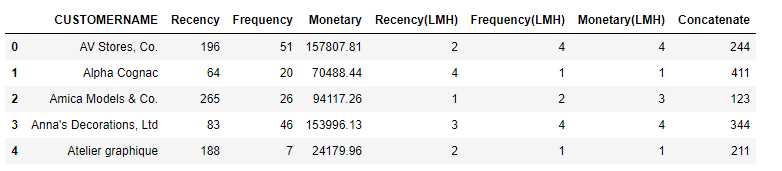 CUSTOMERNAME Recency Frequency Monetary Recency(LMH) Frequency(LMH) Monetary(LMH) Concatenate
0 AV Stores, Co. 196 51 157807.81 2 4 4 244
1 Alpha Cognac 64 20 70488.44 4 1 1 411
2 Amica Models & Co. 265 26 94117.26 1 2 3 123
3 Anna's Decorations, Ltd 83 46 153996.13 3 4 4 344
4 Atelier graphique 188 7 24179.96 2 1 1 211